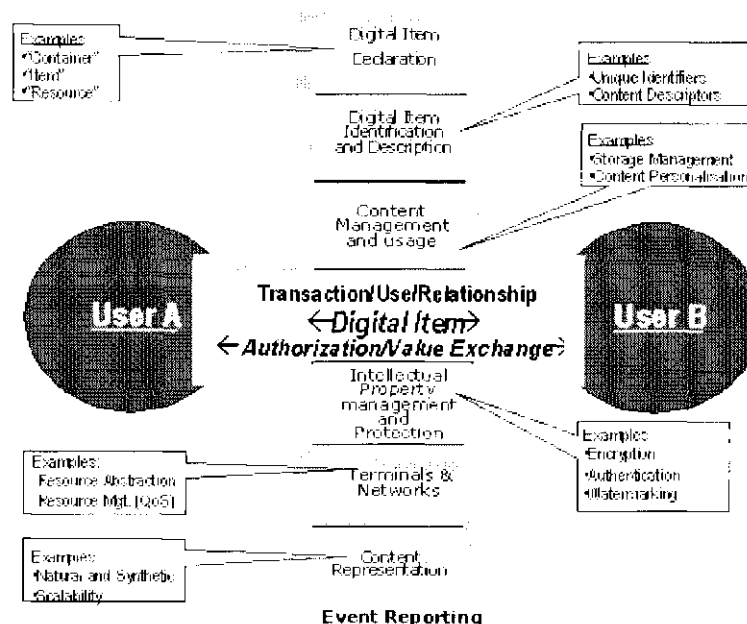 Digital Item
Declaration
Examples
•"Container"
•"Item"
•"Resource"
Examples
•Unique Identifiers
•Content Descriptors
Digital Item
Identification
and Description
Examples
•Storage Management
•Content Personalisation
Content
Management
and usage
User A
Transaction/Use/Relationship
←Digital Item→
←Authorization/Value Exchange→
User B
Intellectual
Property
management
and
Protection
Examples
•Encryption
•Authentication
•Watermarking
Examples:
Resource Abstraction
Resource Mgt. (QoS)
Terminals &
Networks
Examples
•Natural and Synthetic
•Scalability
Content
Representation
Event Reporting